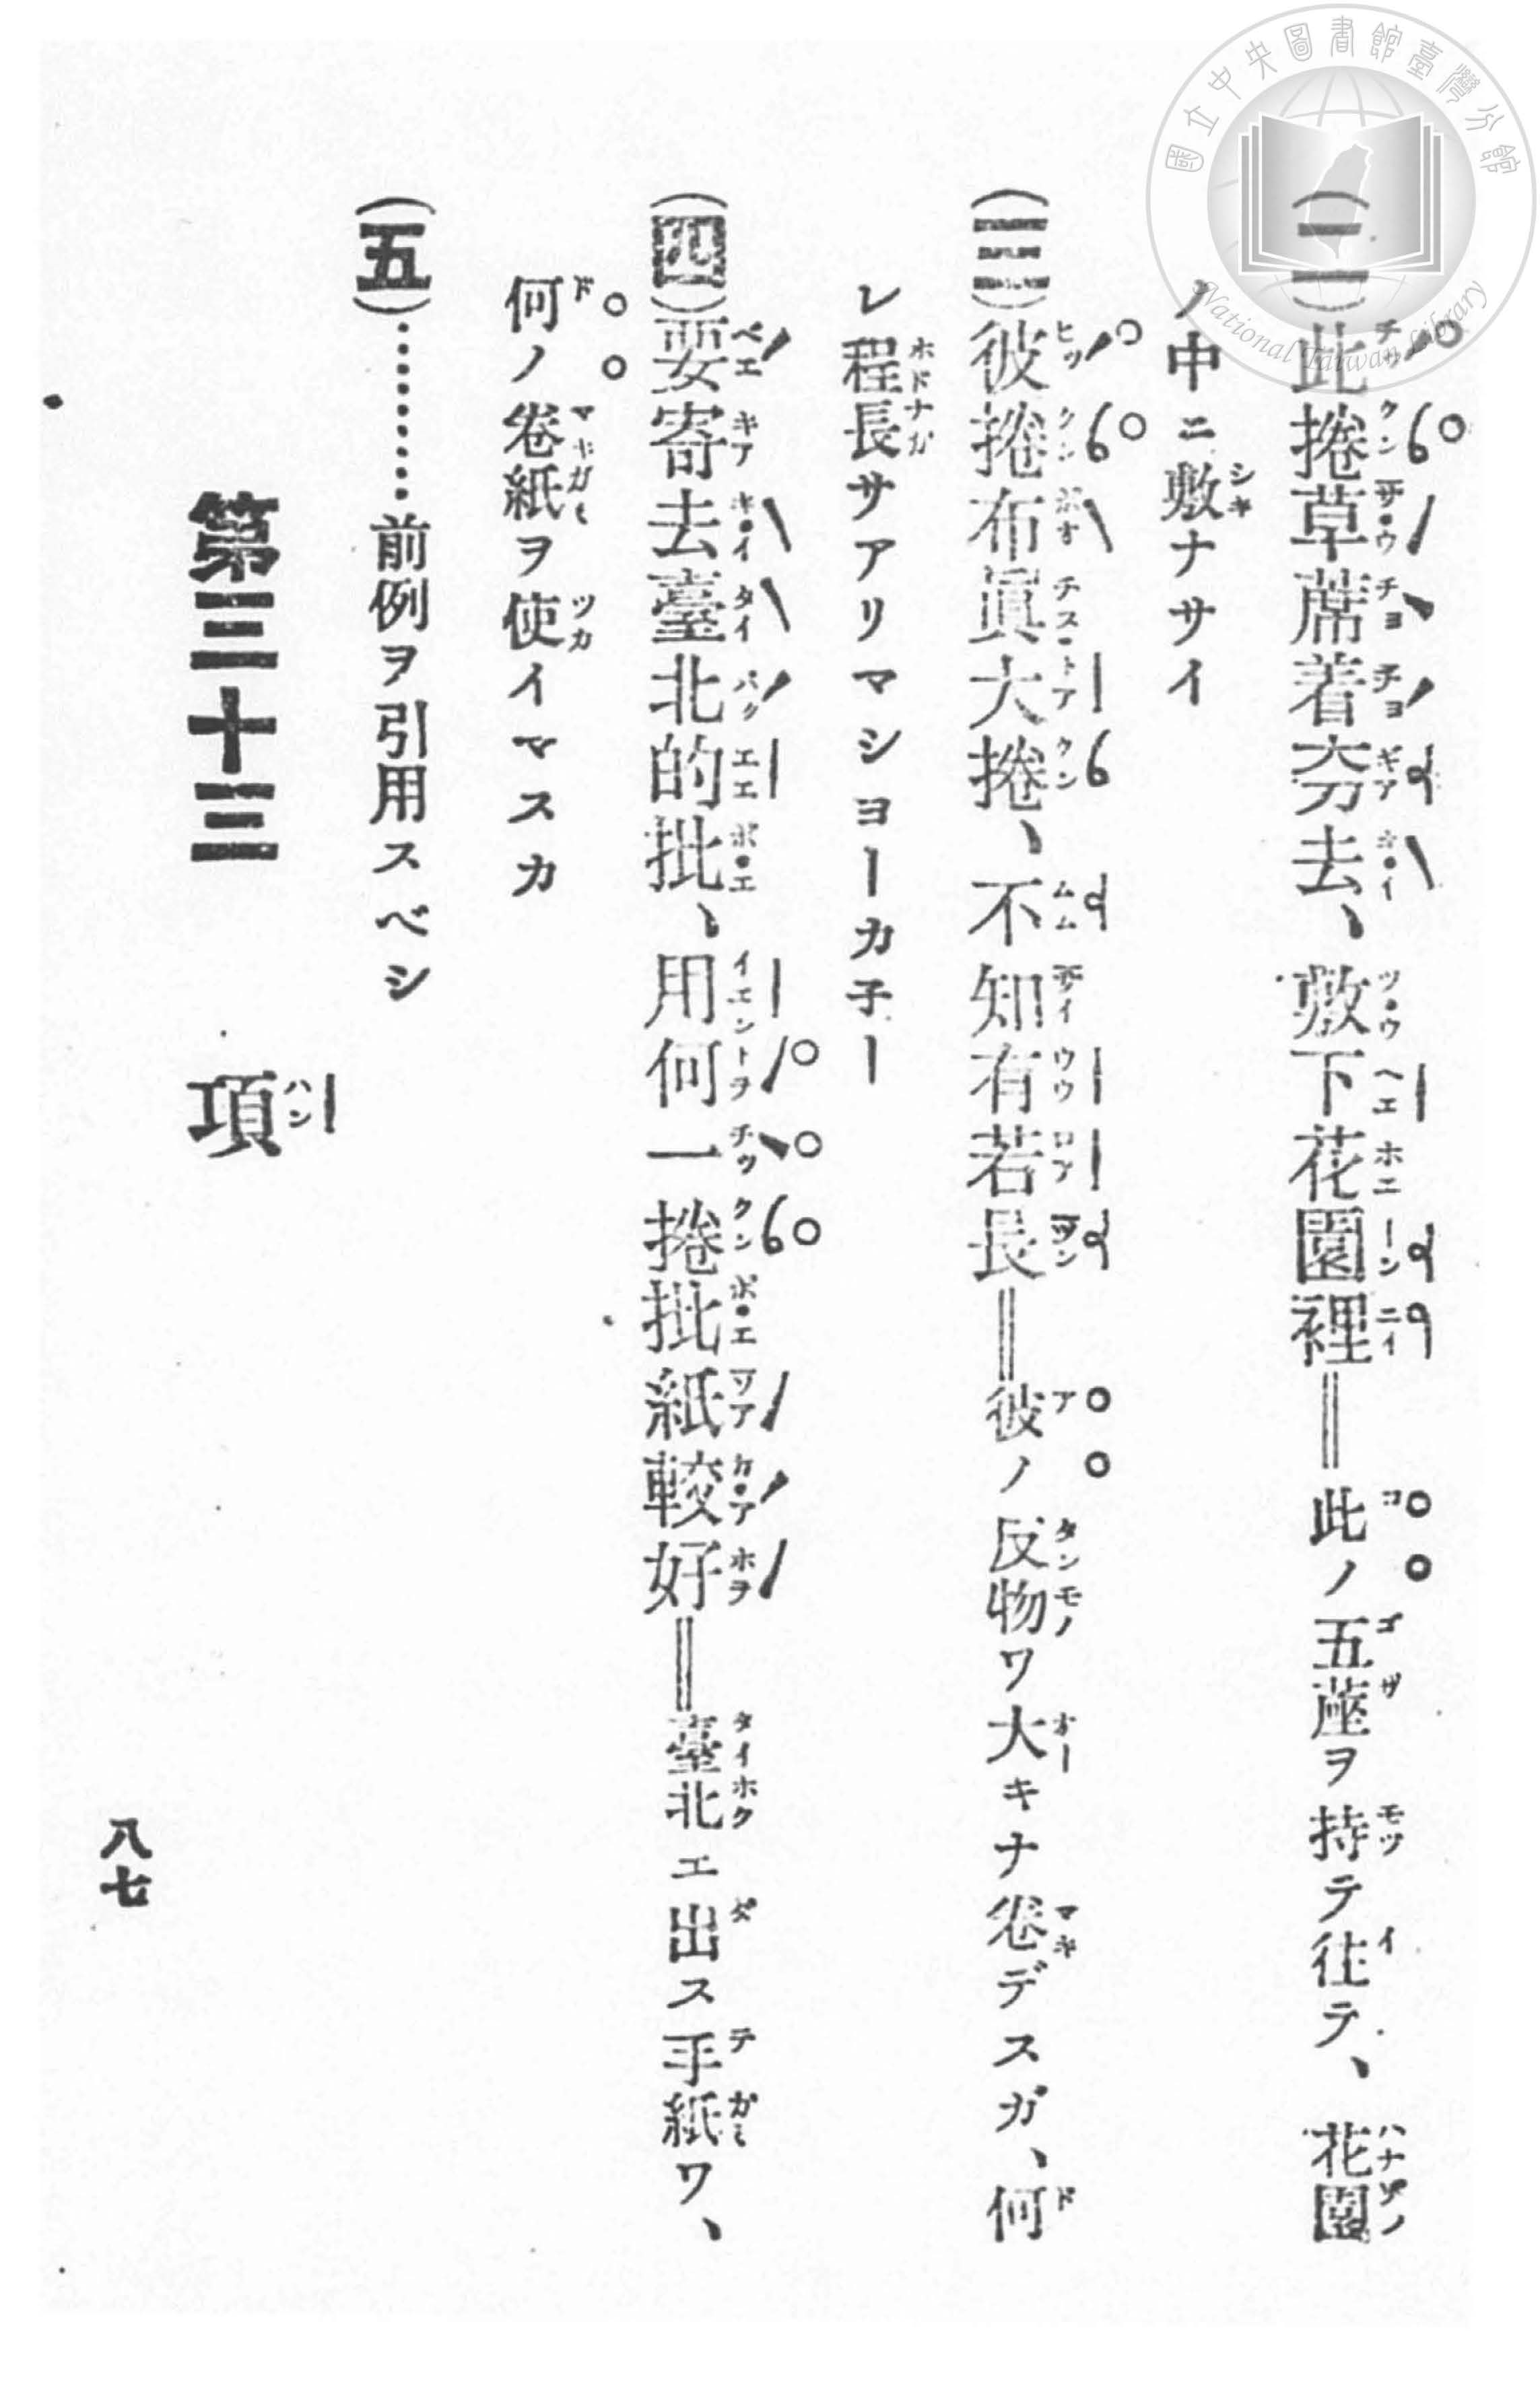 國立中央圖書館臺灣分館
National Taiwan Library
(二)此捲草蓆着夯去、敷下花園裡＝此ノ五蓙ヲ持テ往テ、花園
ノ中ニ敷ナサイ
(三)彼捲布眞大捲、不知有若長＝彼ノ反物ワ大キナ卷デスガ、何
レ程長サアリマショーカ子ー
(四)要寄去臺北的批、用何一捲批紙較好＝臺北エ出ス手紙ワ、
何ノ卷紙ヲ使イマスカ
(五)………前例ヲ引用スベシ
第三十三 項
八七